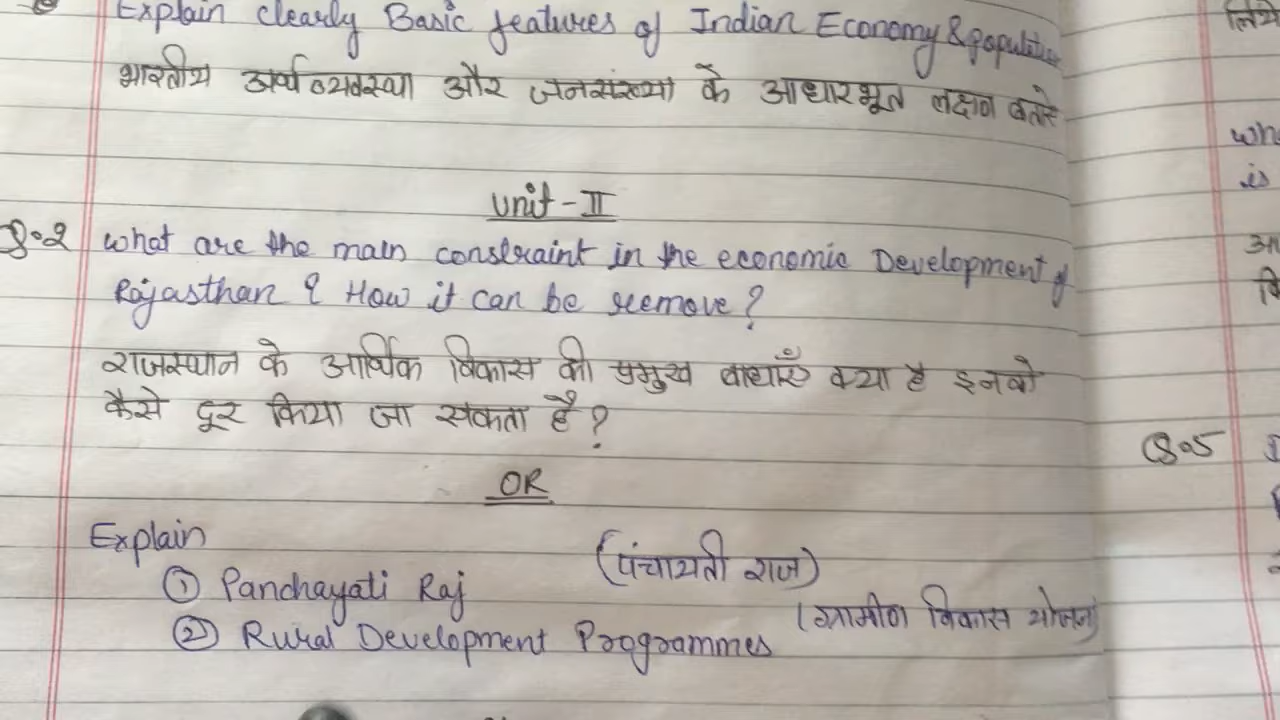 Explain clearly Basic features of Indian Economy & population
भारतीय अर्थव्यवस्था और जनसंख्या के आधारभूत लक्षण बताये
Unit - II
Q.2 what are the main constraint in the economic Development of
Rajasthan ? How it can be remove?
राजस्थान के आर्थिक विकास की प्रमुख बाधाएँ क्या है इनको
कैसे दूर किया जा सकता है?
OR
Explain
① Panchayati Raj (पंचायती राज)
② Rural Development Programmes (ग्रामीण विकास योजना)
is
Q.5